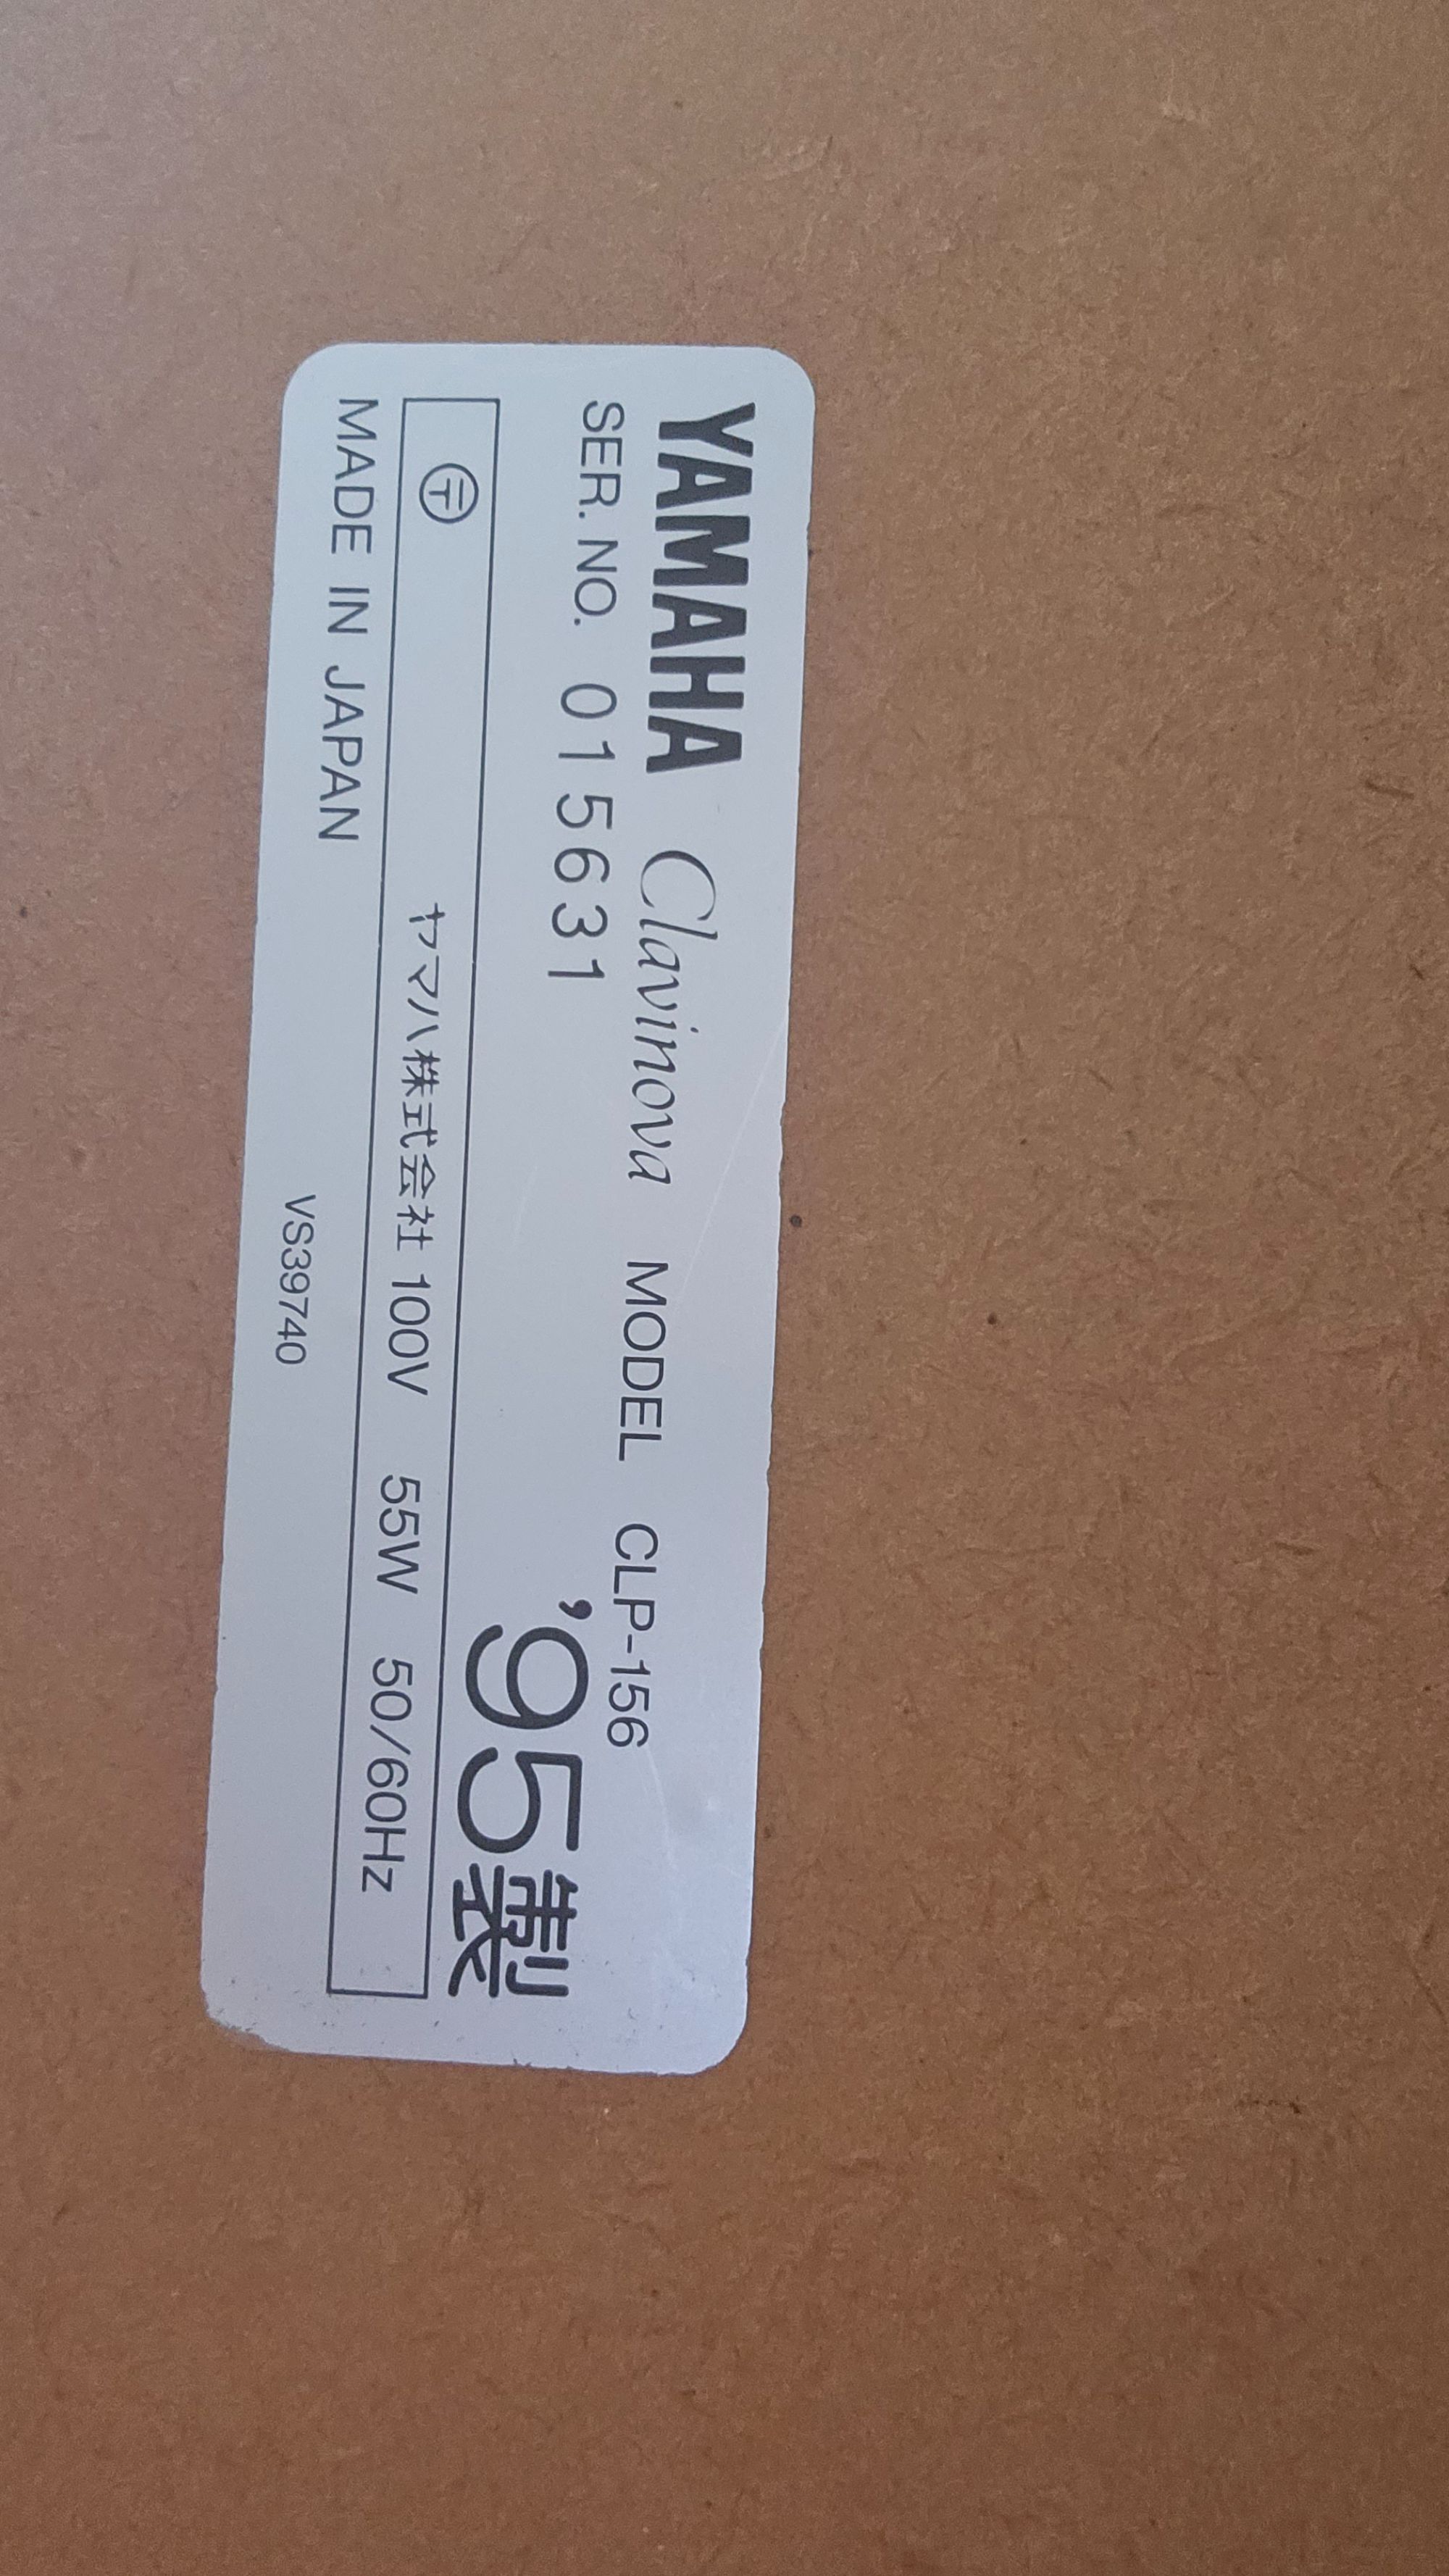 YAMAHA Clavinova MODEL CLP-156
SER. NO. 015631
'95製
〶 ヤマハ株式会社 100V 55W 50/60Hz
MADE IN JAPAN
VS39740